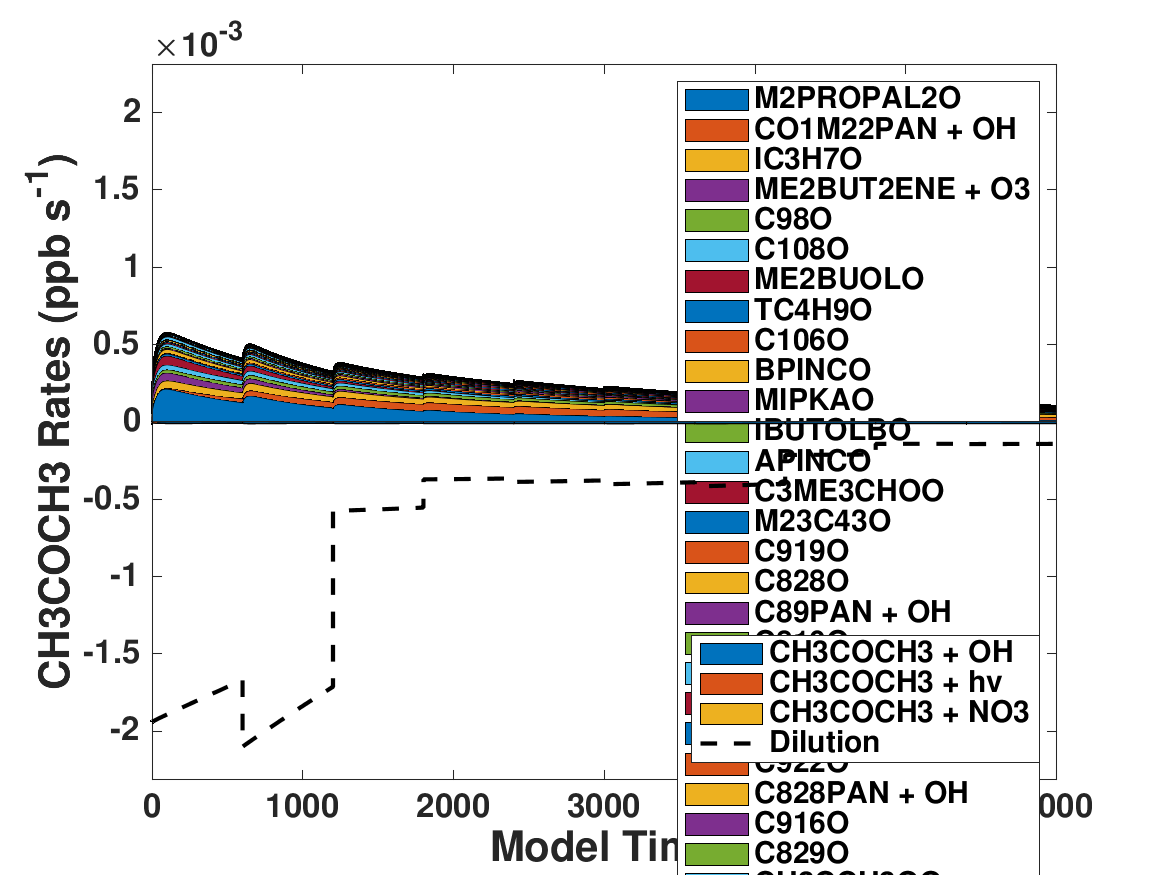 ×10-3
CH3COCH3 Rates (ppb s-1)
2
1.5
1
0.5
0
-0.5
-1
-1.5
-2
M2PROPAL2O
CO1M22PAN + OH
IC3H7O
ME2BUT2ENE + O3
C98O
C108O
ME2BUOLO
TC4H9O
C106O
BPINCO
MIPKAO
IBUTOLBO
APINCO
C3ME3CHOO
M23C43O
C919O
C828O
C89PAN + OH
CH3COCH3 + OH
CH3COCH3 + hv
CH3COCH3 + NO3
Dilution
C922O
C828PAN + OH
C916O
C829O
0
1000
2000
3000
000
Model Tim